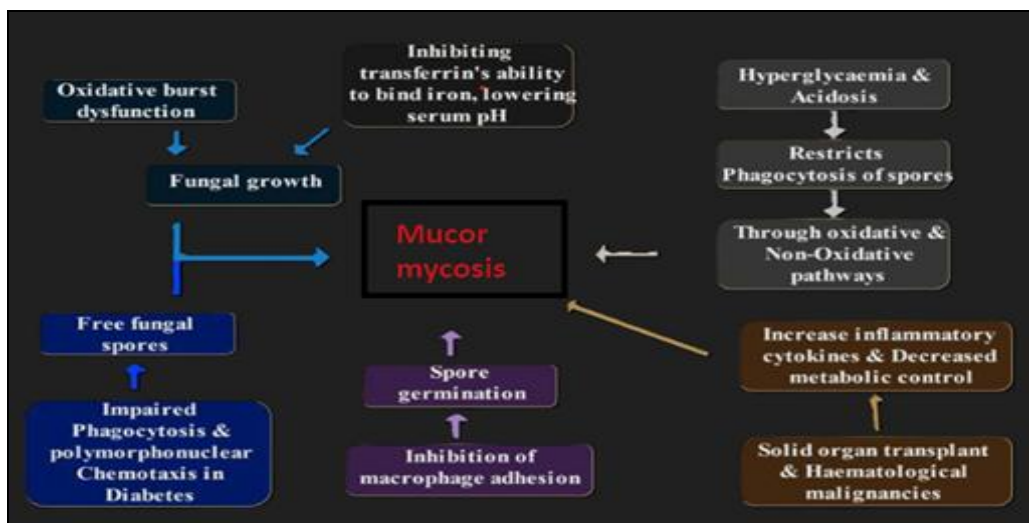 Oxidative burst
dysfunction
Inhibiting
transferrin's ability
to bind iron, lowering
serum pH
Hyperglycaemia &
Acidosis
Fungal growth
Restricts
Phagocytosis of spores
Mucor
mycosis
Through oxidative &
Non-Oxidative
pathways
Free fungal
spores
Spore
germination
Increase inflammatory
cytokines & Decreased
metabolic control
Impaired
Phagocytosis &
polymorphonuclear
Chemotaxis in
Diabetes
Inhibition of
macrophage adhesion
Solid organ transplant
& Haematological
malignancies